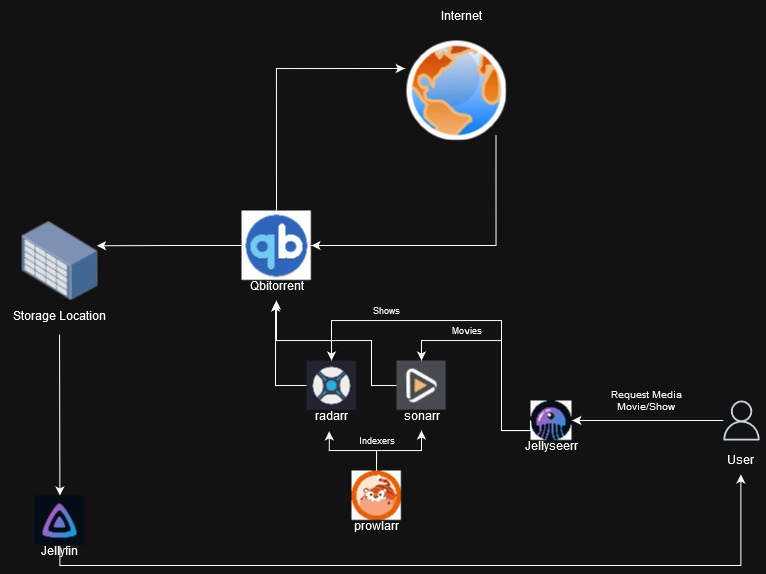 Internet
qb
Qbitorrent
Storage Location
Shows
Movies
radarr
sonarr
Request Media
Movie/Show
Jellyseerr
User
Indexers
prowlarr
Jellyfin